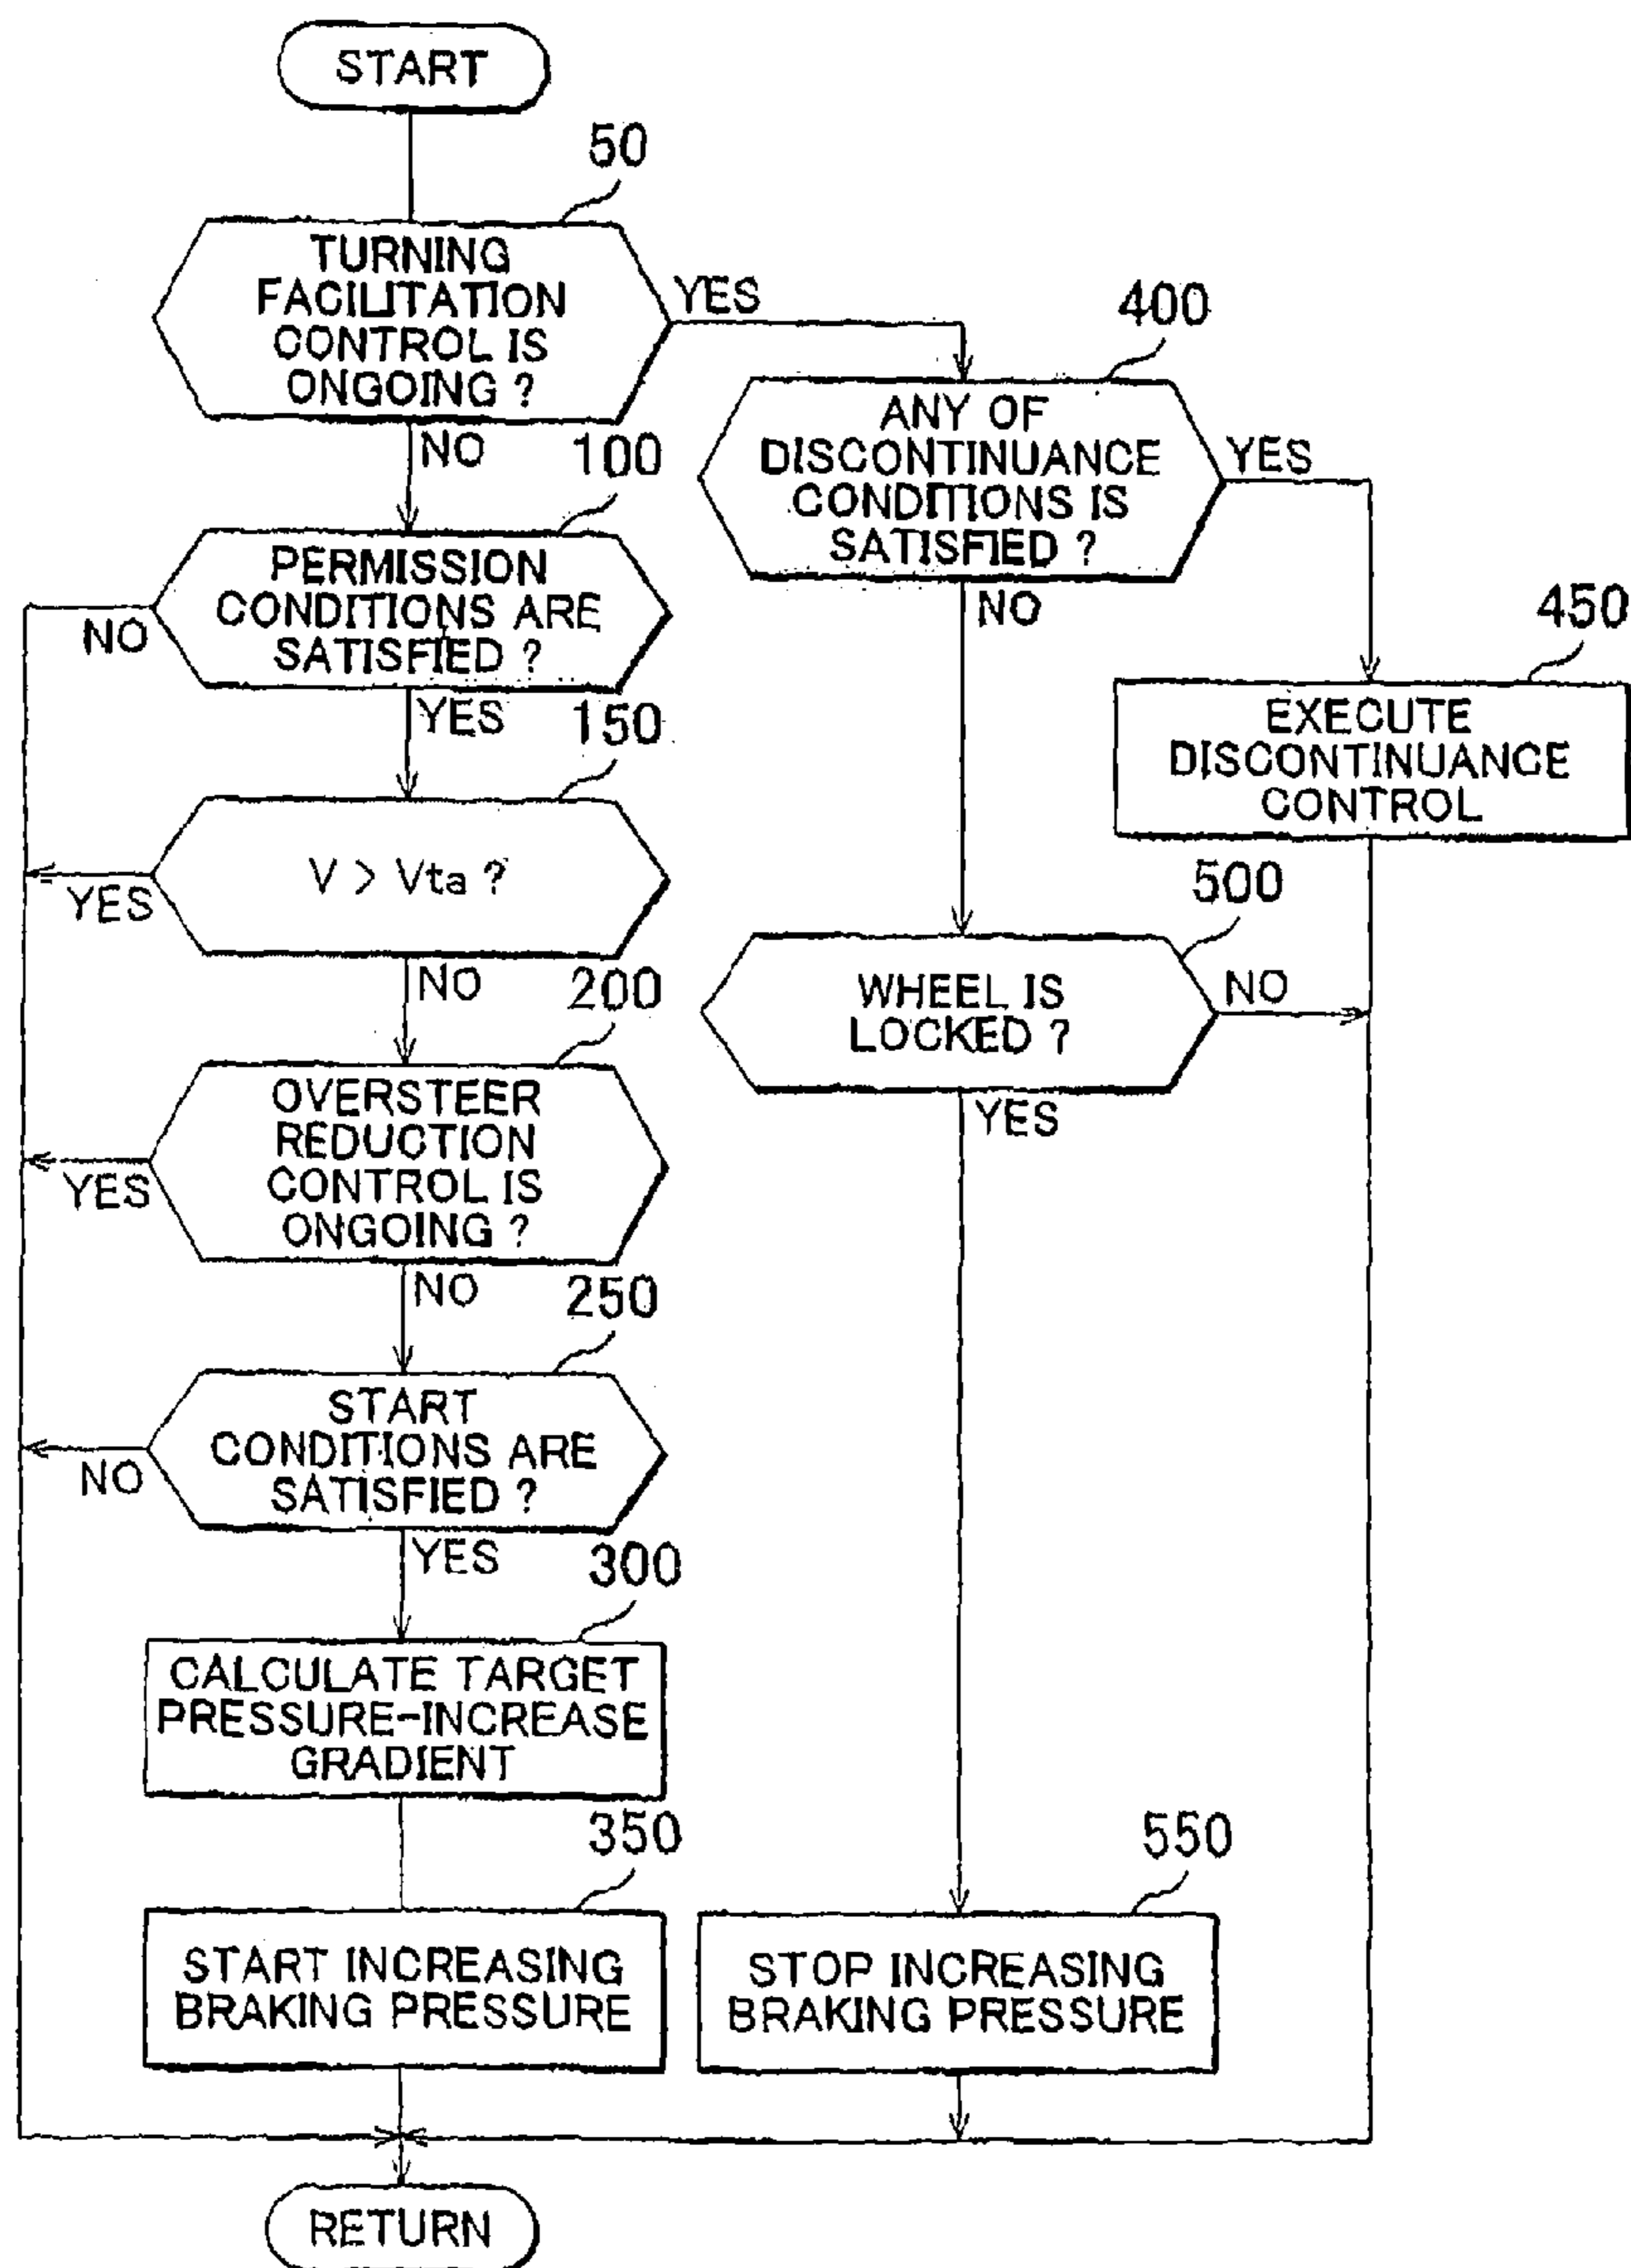 START
50
TURNING
FACILITATION
CONTROL IS
ONGOING ?
YES
NO
100
PERMISSION
CONDITIONS ARE
SATISFIED ?
NO
YES
150
V > Vta ?
YES
NO
200
OVERSTEER
REDUCTION
CONTROL IS
ONGOING ?
YES
NO
250
START
CONDITIONS ARE
SATISFIED ?
NO
YES
300
CALCULATE TARGET
PRESSURE-INCREASE
GRADIENT
350
START INCREASING
BRAKING PRESSURE
400
ANY OF
DISCONTINUANCE
CONDITIONS IS
SATISFIED ?
YES
NO
450
EXECUTE
DISCONTINUANCE
CONTROL
500
WHEEL IS
LOCKED ?
NO
YES
550
STOP INCREASING
BRAKING PRESSURE
RETURN